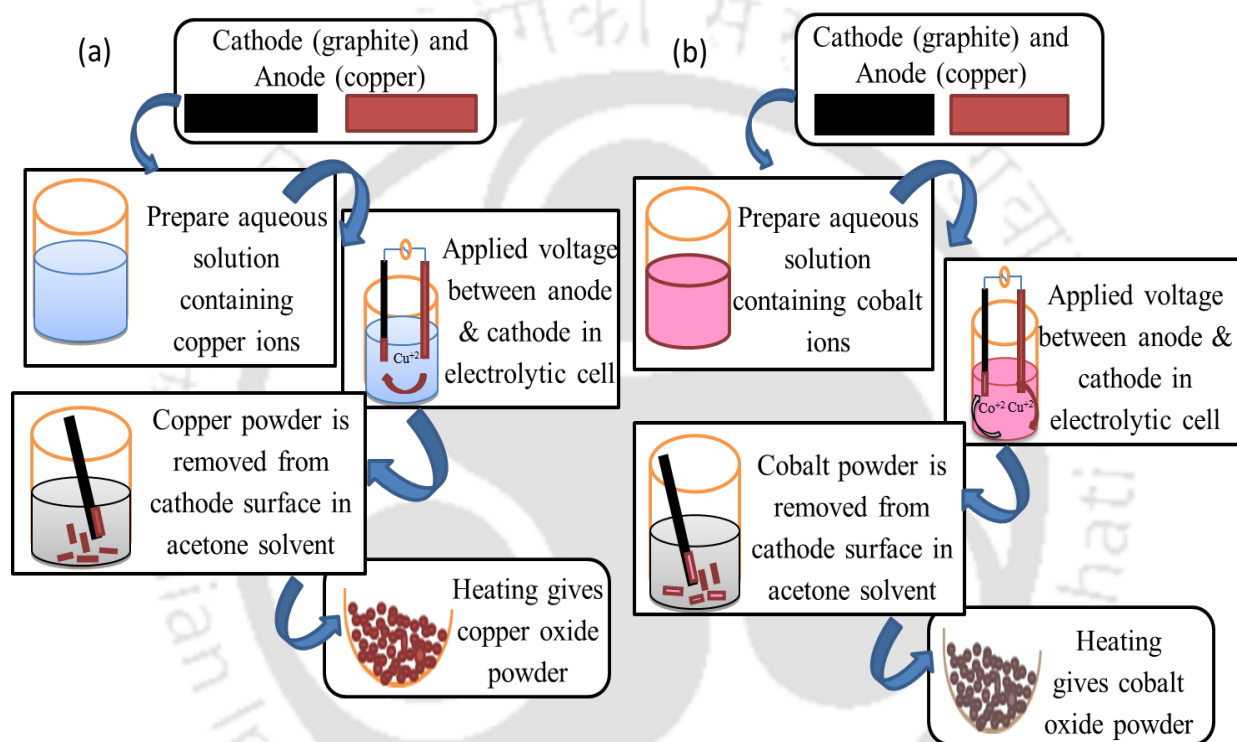 (a)
Cathode (graphite) and
Anode (copper)
Prepare aqueous
solution
containing
copper ions
Applied voltage
between anode
& cathode in
electrolytic cell
Cu+2
Copper powder is
removed from
cathode surface in
acetone solvent
Heating gives
copper oxide
powder
(b)
Cathode (graphite) and
Anode (copper)
Prepare aqueous
solution
containing cobalt
ions
Applied voltage
between anode &
cathode in
electrolytic cell
Co+2 Cu+2
Cobalt powder is
removed from
cathode surface in
acetone solvent
Heating
gives cobalt
oxide powder
hati